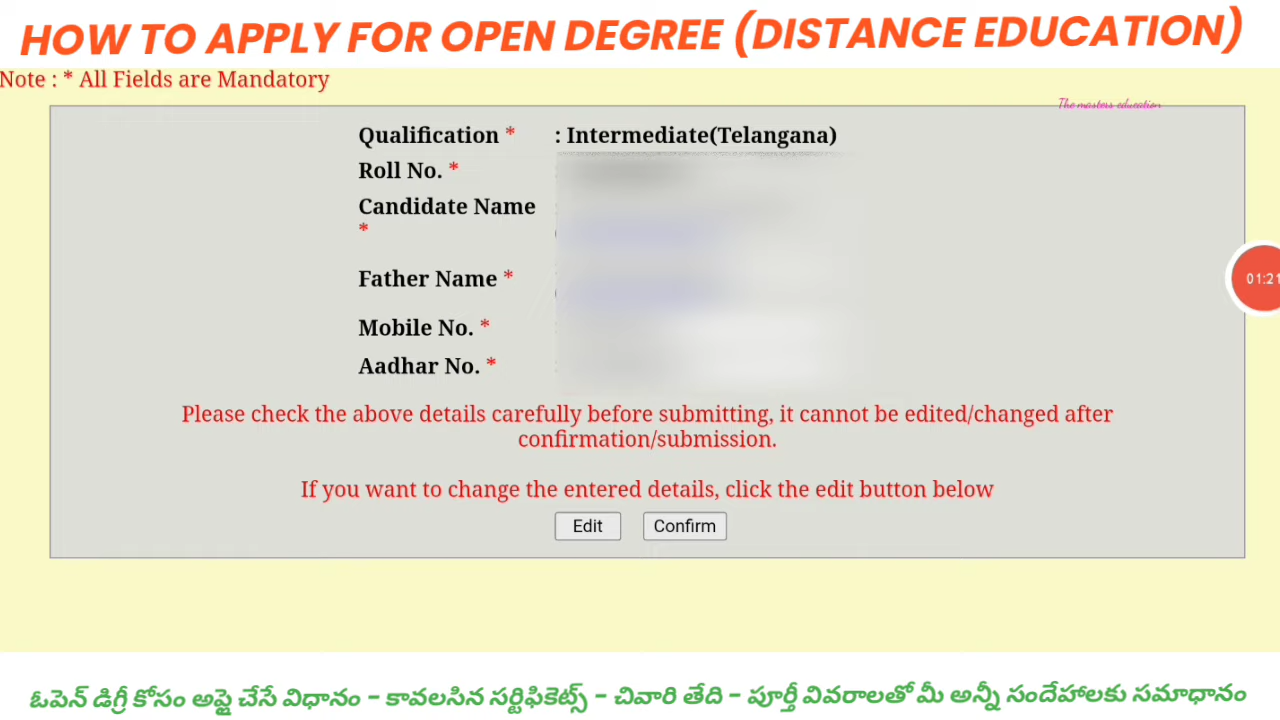 HOW TO APPLY FOR OPEN DEGREE (DISTANCE EDUCATION)
Note : * All Fields are Mandatory
The masters education
Qualification * : Intermediate(Telangana)
Roll No. *
Candidate Name
*
Father Name *
Mobile No. *
Aadhar No. *
01:21
Please check the above details carefully before submitting, it cannot be edited/changed after
confirmation/submission.
If you want to change the entered details, click the edit button below
Edit Confirm
ఓపెన్ డిగ్రీ కోసం అప్లై చేసే విధానం - కావలసిన సర్టిఫికెట్స్ - చివారి తేది - పూర్తీ వివరాలతో మీ అన్నీ సందేహాలకు సమాధానం